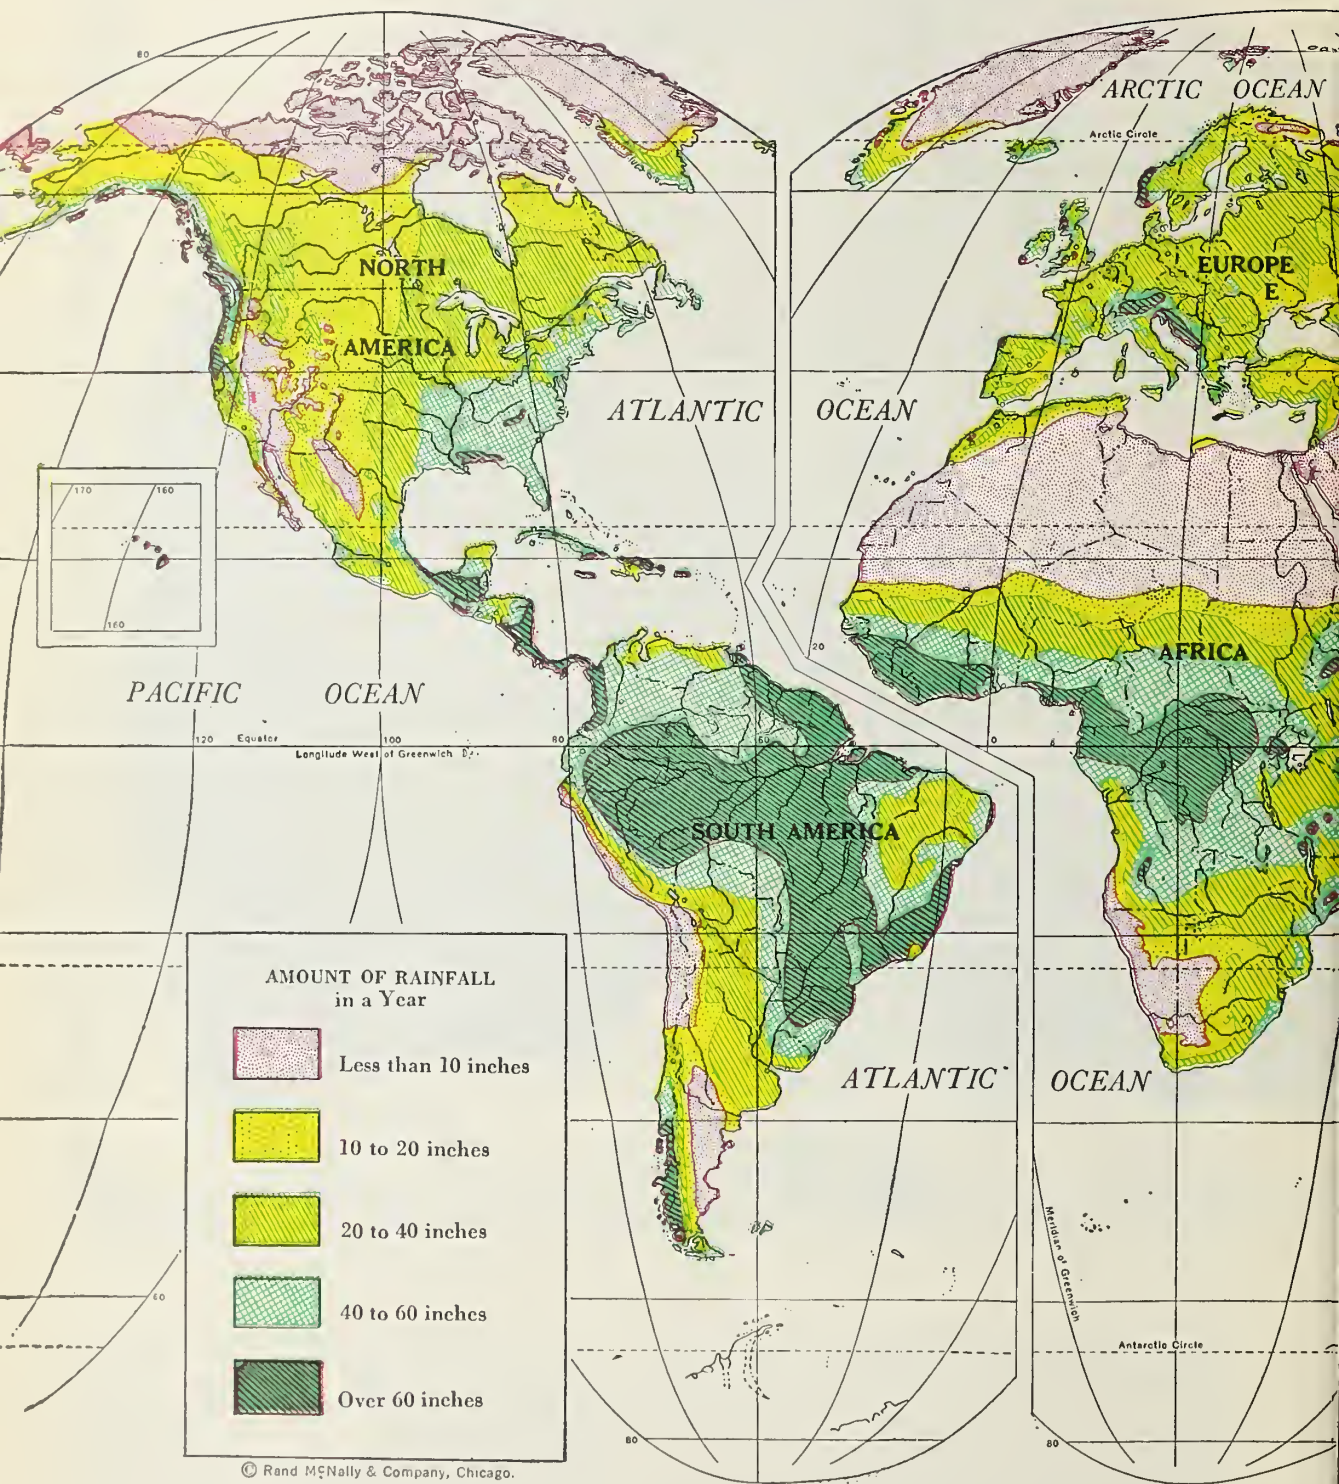 80
ARCTIC OCEAN
Arctic Circle
NORTH
AMERICA
EUROPE
E
ATLANTIC
OCEAN
170
160
160
20
AFRICA
PACIFIC OCEAN
120
Equator
100
80
60
0
20
Longitude West of Greenwich
SOUTH AMERICA
AMOUNT OF RAINFALL
in a Year
Less than 10 inches
10 to 20 inches
20 to 40 inches
40 to 60 inches
Over 60 inches
ATLANTIC
OCEAN
Meridian of Greenwich
60
Antarctic Circle
80
80
© Rand McNally & Company, Chicago.